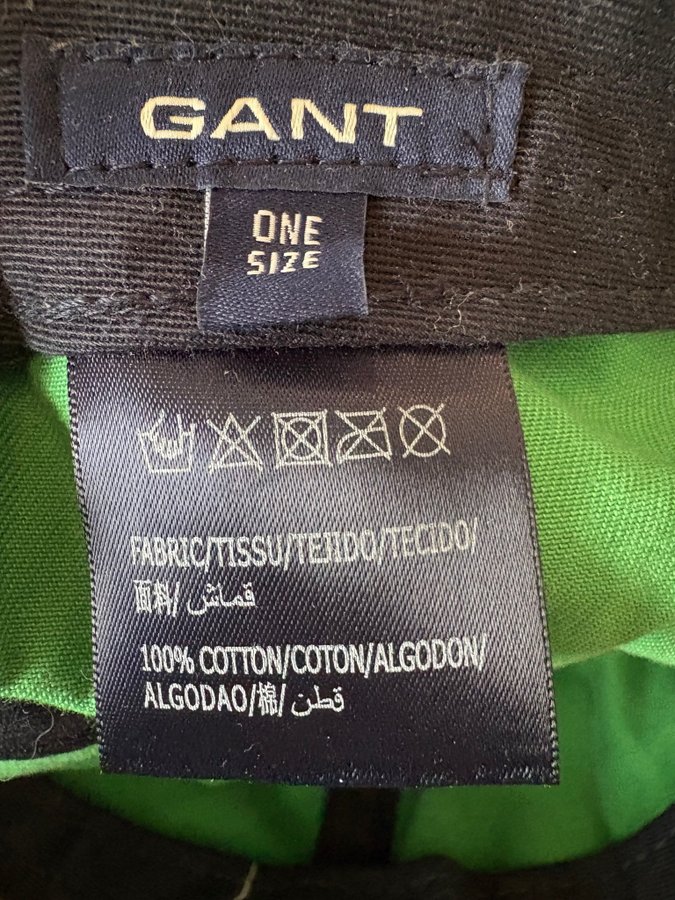 GANT
ONE
SIZE
FABRIC/TISSU/TEJIDO/TECIDO/
面料/ قماش
100% COTTON/COTON/ALGODON/
ALGODAO/棉/ قطن